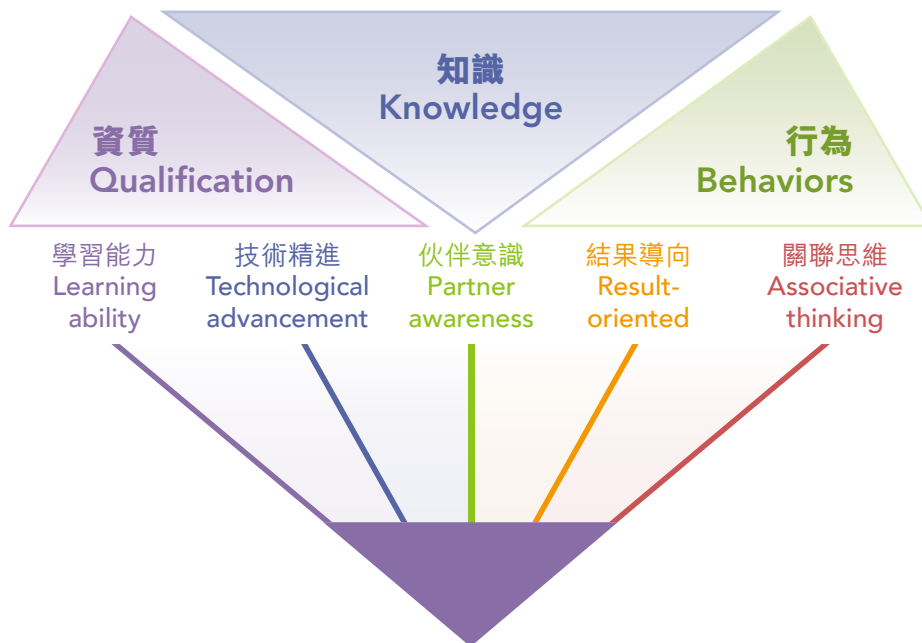 知識
Knowledge
資質
Qualification
行為
Behaviors
學習能力
Learning
ability
技術精進
Technological
advancement
伙伴意識
Partner
awareness
結果導向
Result-
oriented
關聯思維
Associative
thinking